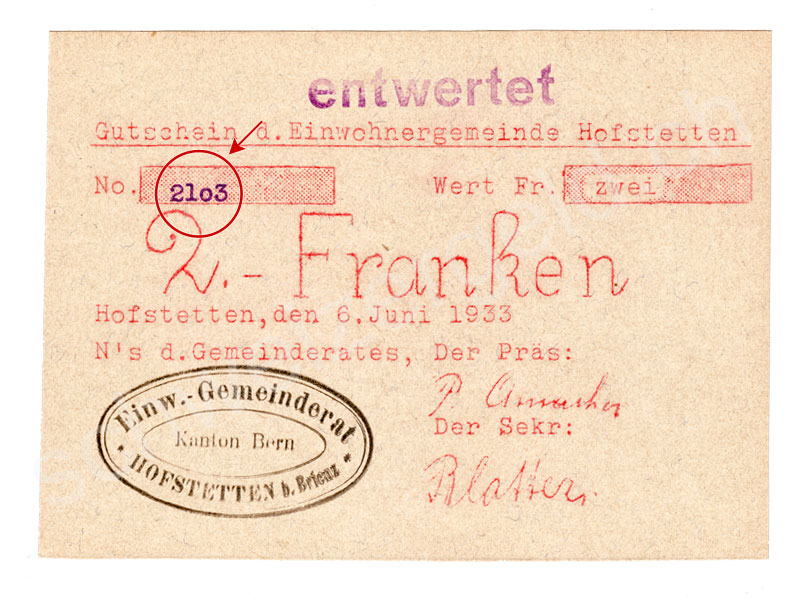 entwertet
Gutschein d.Einwohnergemeinde Hofstetten
No. 2lo3 Wert Fr. zwei
2.- Franken
Hofstetten,den 6.Juni 1933
N's d.Gemeinderates, Der Präs:
P. Amacher
Der Sekr:
Blatter.
Einw.-Gemeinderat
Kanton Bern
* HOFSTETTEN b. Brienz *